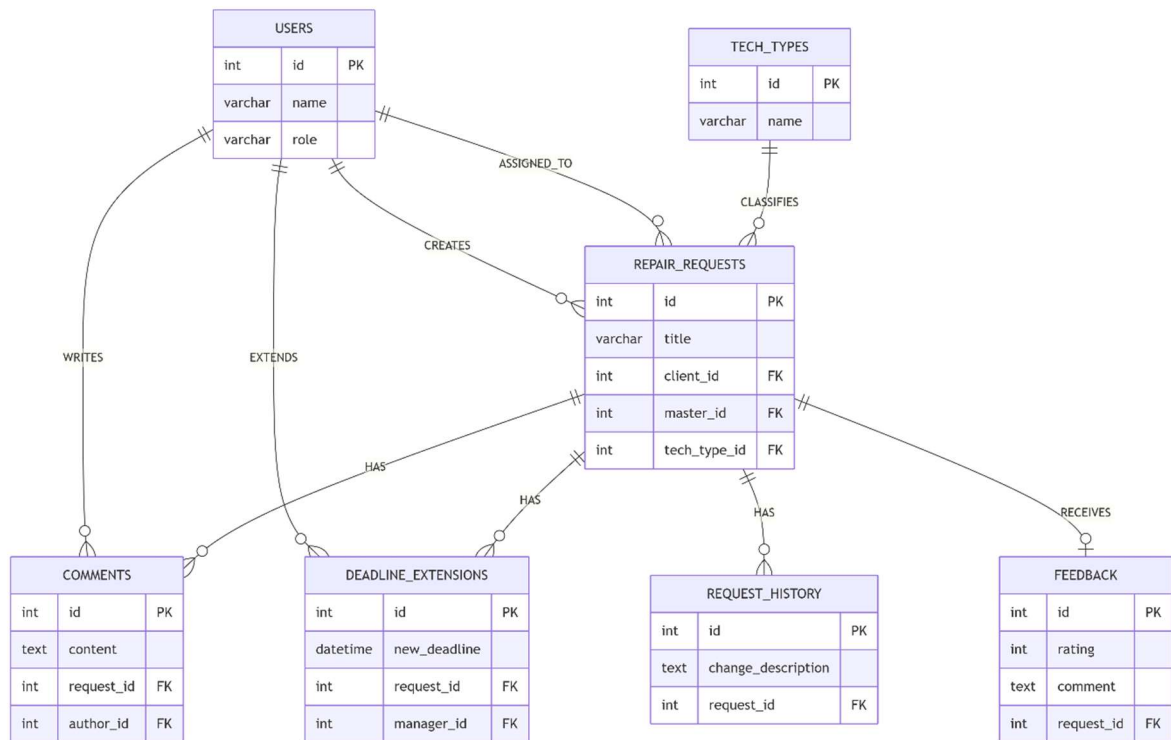 USERS
int id PK
varchar name
varchar role
TECH_TYPES
int id PK
varchar name
ASSIGNED_TO
CLASSIFIES
CREATES
REPAIR_REQUESTS
int id PK
varchar title
int client_id FK
int master_id FK
int tech_type_id FK
WRITES
EXTENDS
HAS
HAS
HAS
RECEIVES
COMMENTS
int id PK
text content
int request_id FK
int author_id FK
DEADLINE_EXTENSIONS
int id PK
datetime new_deadline
int request_id FK
int manager_id FK
REQUEST_HISTORY
int id PK
text change_description
int request_id FK
FEEDBACK
int id PK
int rating
text comment
int request_id FK